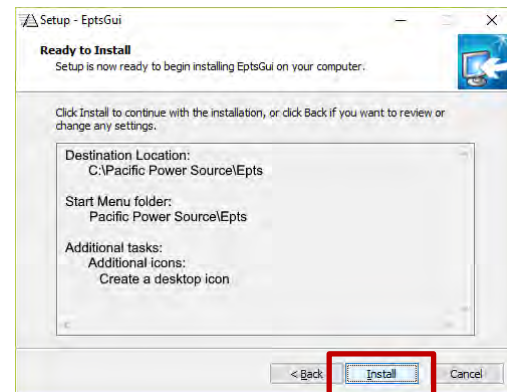 Setup - EptsGui
Ready to Install
Setup is now ready to begin installing EptsGui on your computer.
Click Install to continue with the installation, or click Back if you want to review or
change any settings.
Destination Location:
C:\Pacific Power Source\Epts
Start Menu folder:
Pacific Power Source\Epts
Additional tasks:
Additional icons:
Create a desktop icon
< Back
Install
Cancel